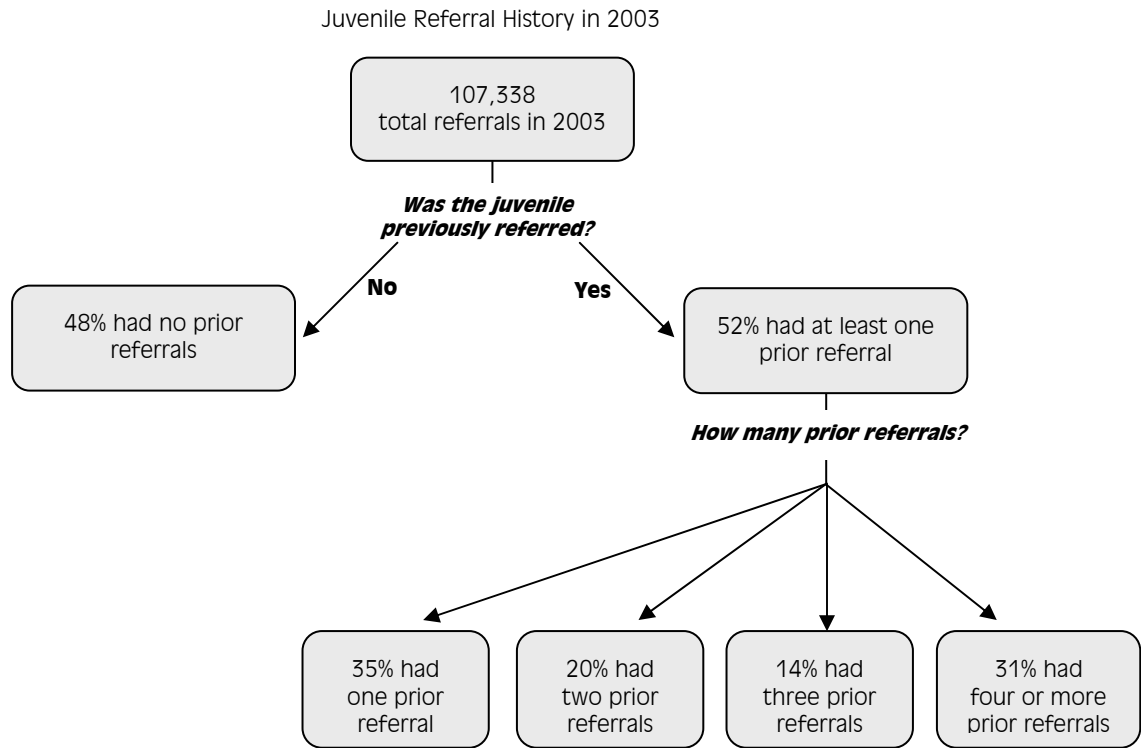 Juvenile Referral History in 2003
107,338
total referrals in 2003
Was the juvenile
previously referred?
No
Yes
48% had no prior
referrals
52% had at least one
prior referral
How many prior referrals?
35% had
one prior
referral
20% had
two prior
referrals
14% had
three prior
referrals
31% had
four or more
prior referrals